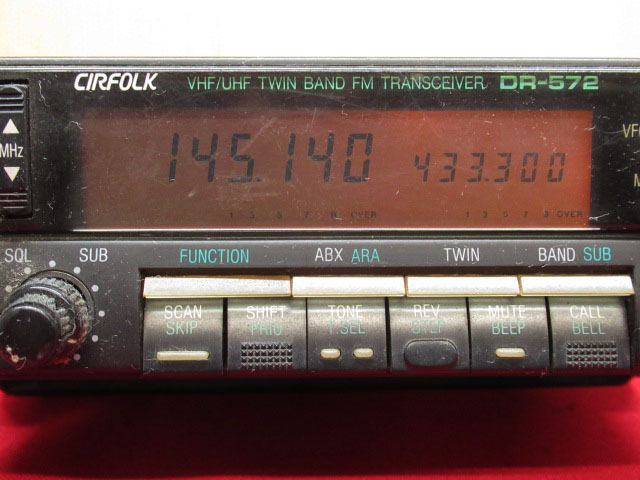 CIRFOLK VHF/UHF TWIN BAND FM TRANSCEIVER DR-572
MHz
145.140 433.300
1 3 5 7 9 OVER 1 3 5 7 9 OVER
SQL SUB FUNCTION ABX ARA TWIN BAND SUB
SCAN SHIFT TONE REV MUTE CALL
SKIP PRIO T.SEL STEP BEEP BELL